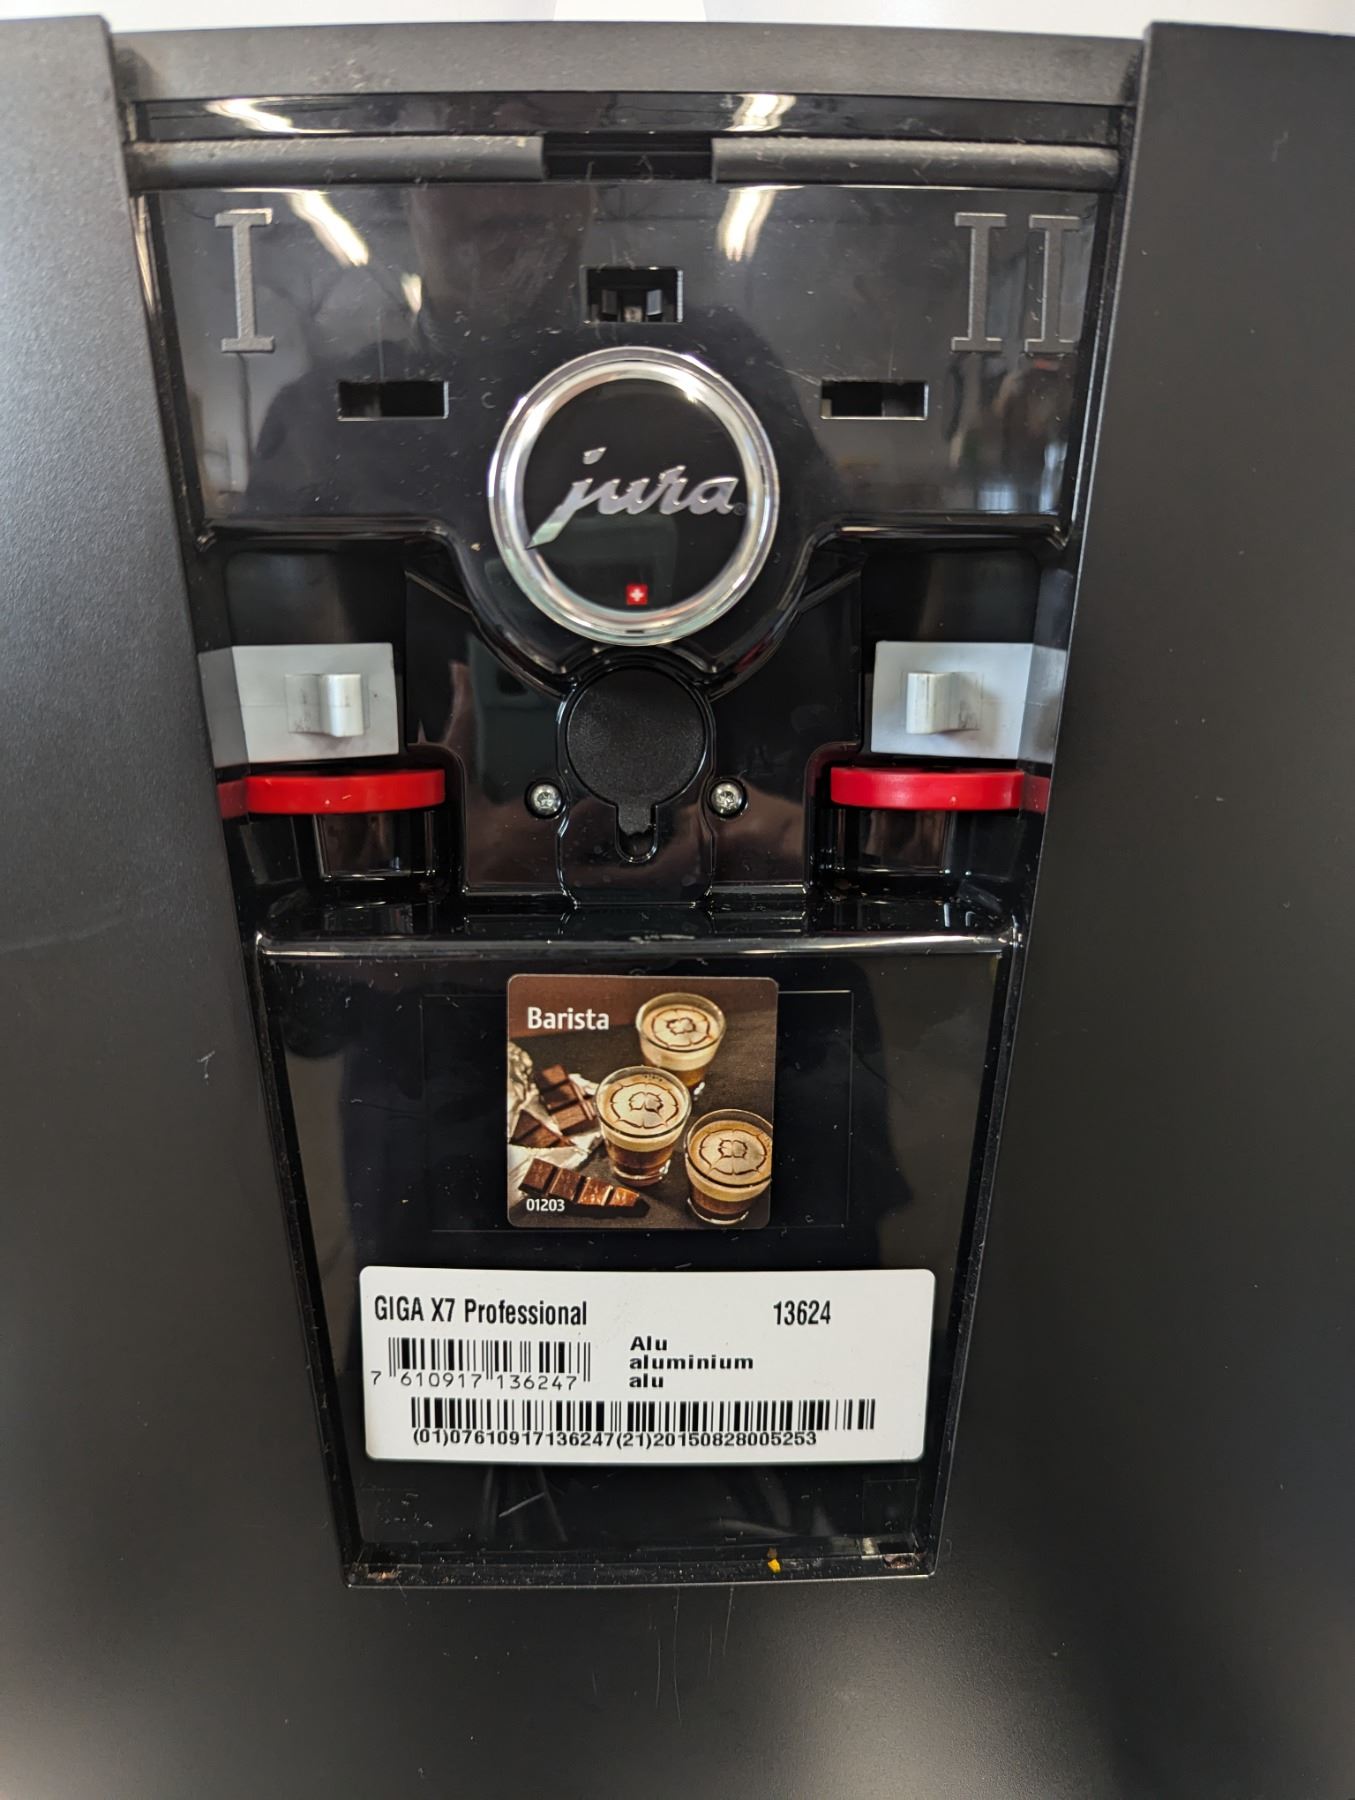 I II
jura
Barista
01203
GIGA X7 Professional 13624
Alu
aluminium
alu
7 610917 136247
(01)07610917136247(21)20150828005253